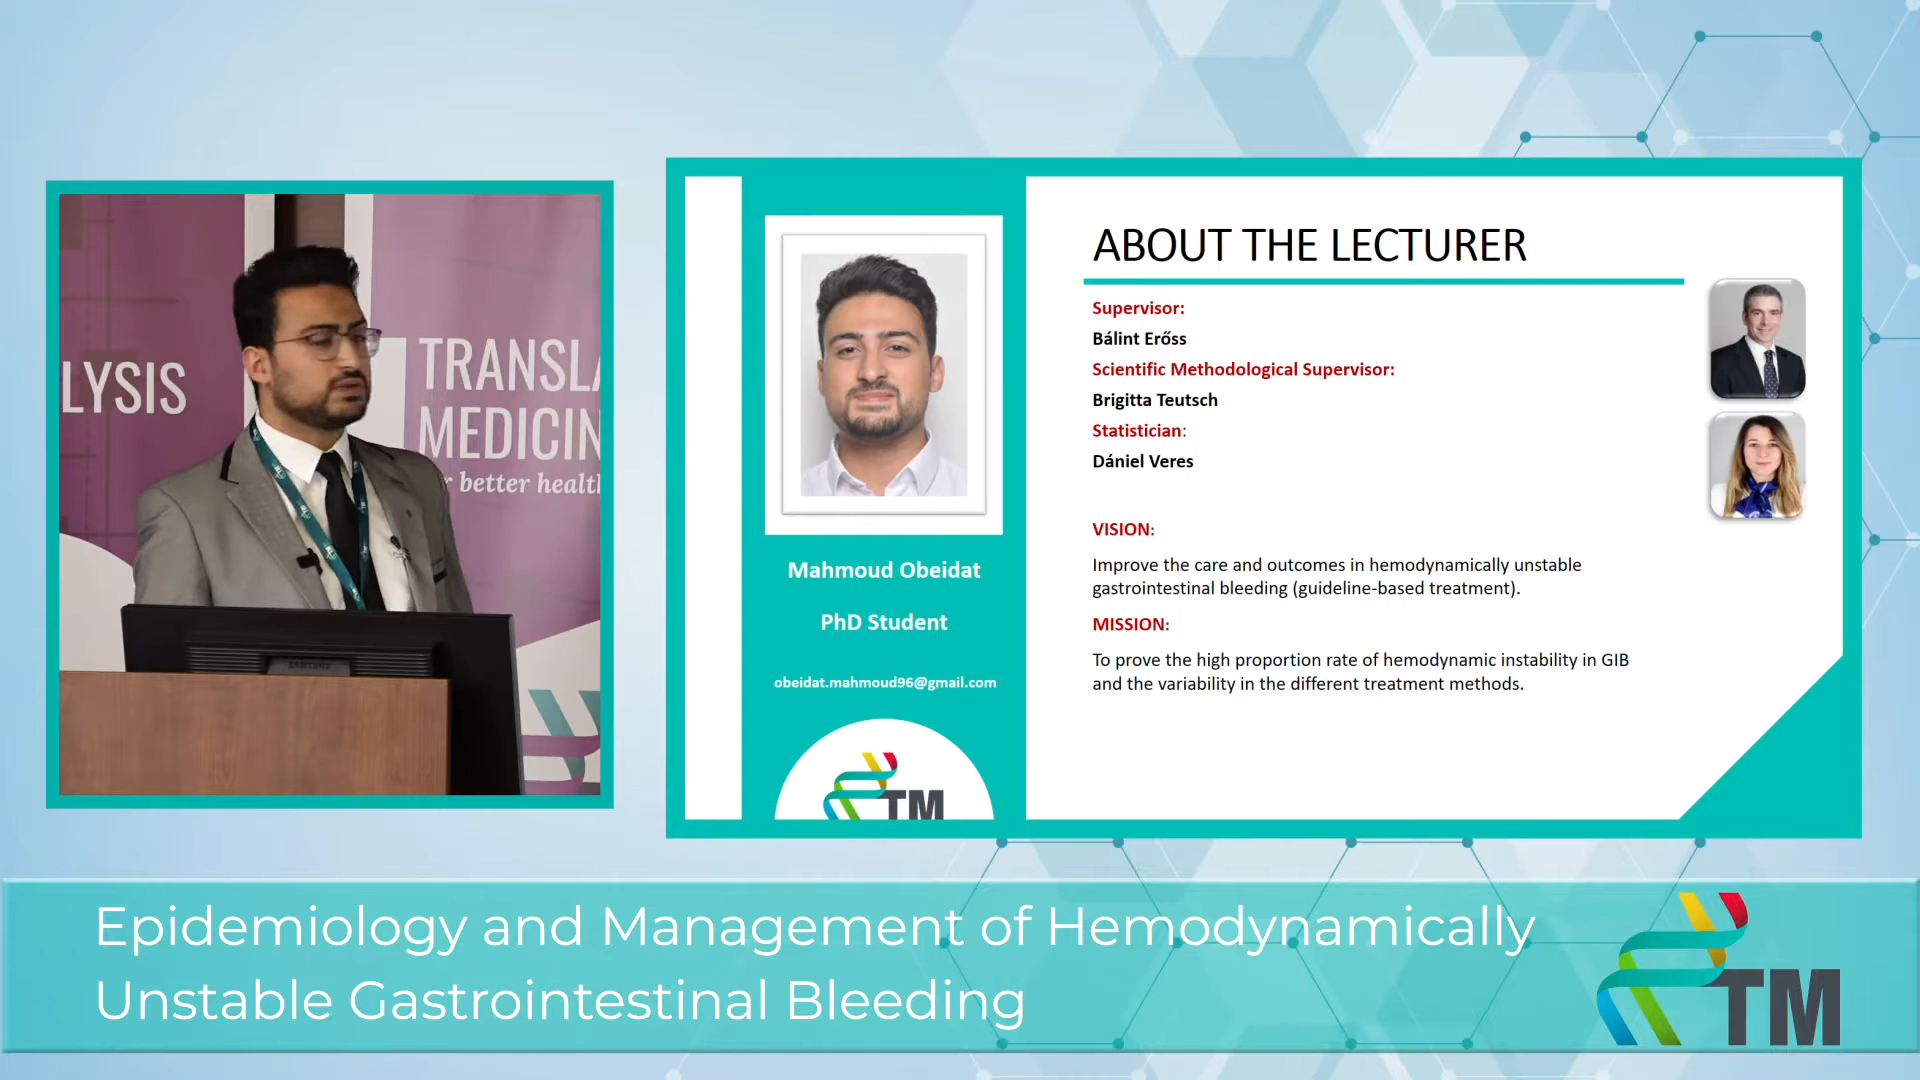 LYSIS
TRANSL
MEDICIN
r better healt
ABOUT THE LECTURER
Supervisor:
Bálint Erőss
Scientific Methodological Supervisor:
Brigitta Teutsch
Statistician:
Dániel Veres
VISION:
Improve the care and outcomes in hemodynamically unstable
gastrointestinal bleeding (guideline-based treatment).
MISSION:
To prove the high proportion rate of hemodynamic instability in GIB
and the variability in the different treatment methods.
Mahmoud Obeidat
PhD Student
obeidat.mahmoud96@gmail.com
TM
Epidemiology and Management of Hemodynamically
Unstable Gastrointestinal Bleeding
TM